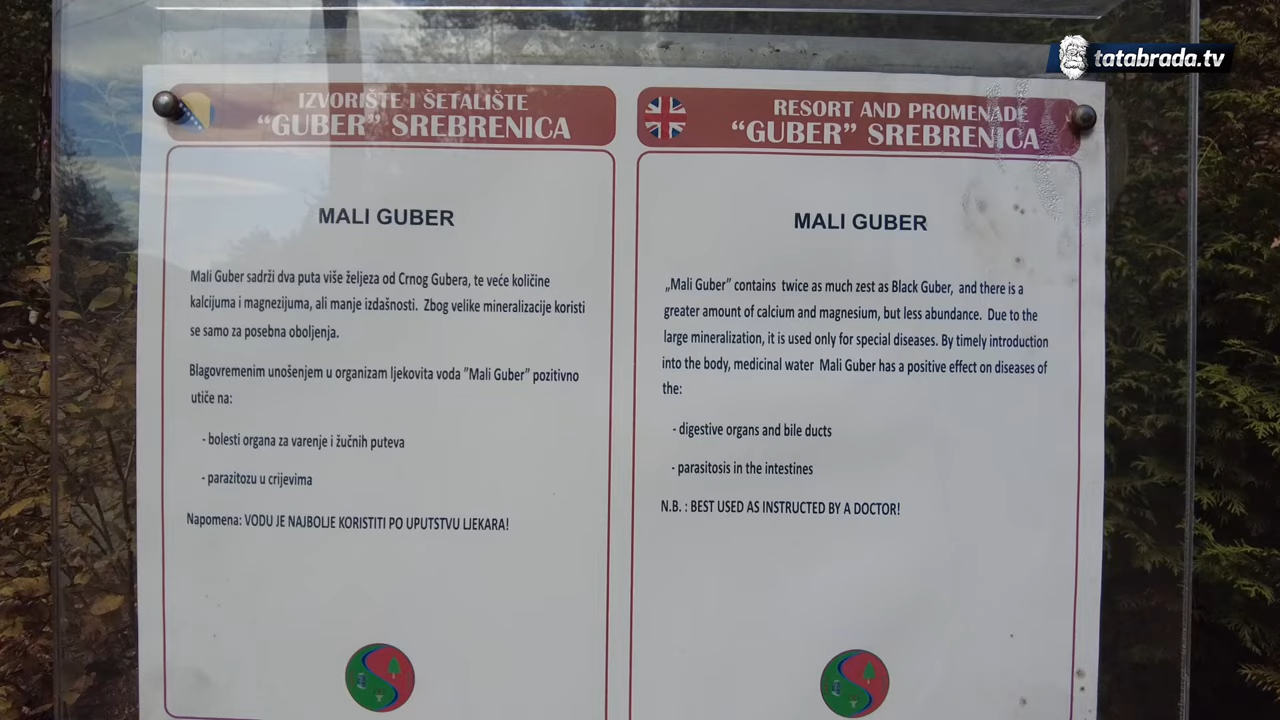 tatabrada.tv
IZVORIŠTE I ŠETALIŠTE
“GUBER” SREBRENICA
MALI GUBER
Mali Guber sadrži dva puta više željeza od Crnog Gubera, te veće količine
kalcijuma i magnezijuma, ali manje izdašnosti. Zbog velike mineralizacije koristi
se samo za posebna oboljenja.
Blagovremenim unošenjem u organizam ljekovita voda ”Mali Guber” pozitivno
utiče na:
- bolesti organa za varenje i žučnih puteva
- parazitozu u crijevima
Napomena: VODU JE NAJBOLJE KORISTITI PO UPUTSTVU LJEKARA!
RESORT AND PROMENADE
“GUBER” SREBRENICA
MALI GUBER
„Mali Guber” contains twice as much zest as Black Guber, and there is a
greater amount of calcium and magnesium, but less abundance. Due to the
large mineralization, it is used only for special diseases. By timely introduction
into the body, medicinal water Mali Guber has a positive effect on diseases of
the:
- digestive organs and bile ducts
- parasitosis in the intestines
N.B. : BEST USED AS INSTRUCTED BY A DOCTOR!